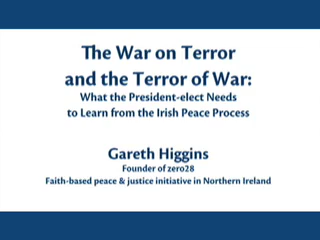 The War on Terror
and the Terror of War:
What the President-elect Needs
to Learn from the Irish Peace Process
Gareth Higgins
Founder of zero28
Faith-based peace & justice initiative in Northern Ireland